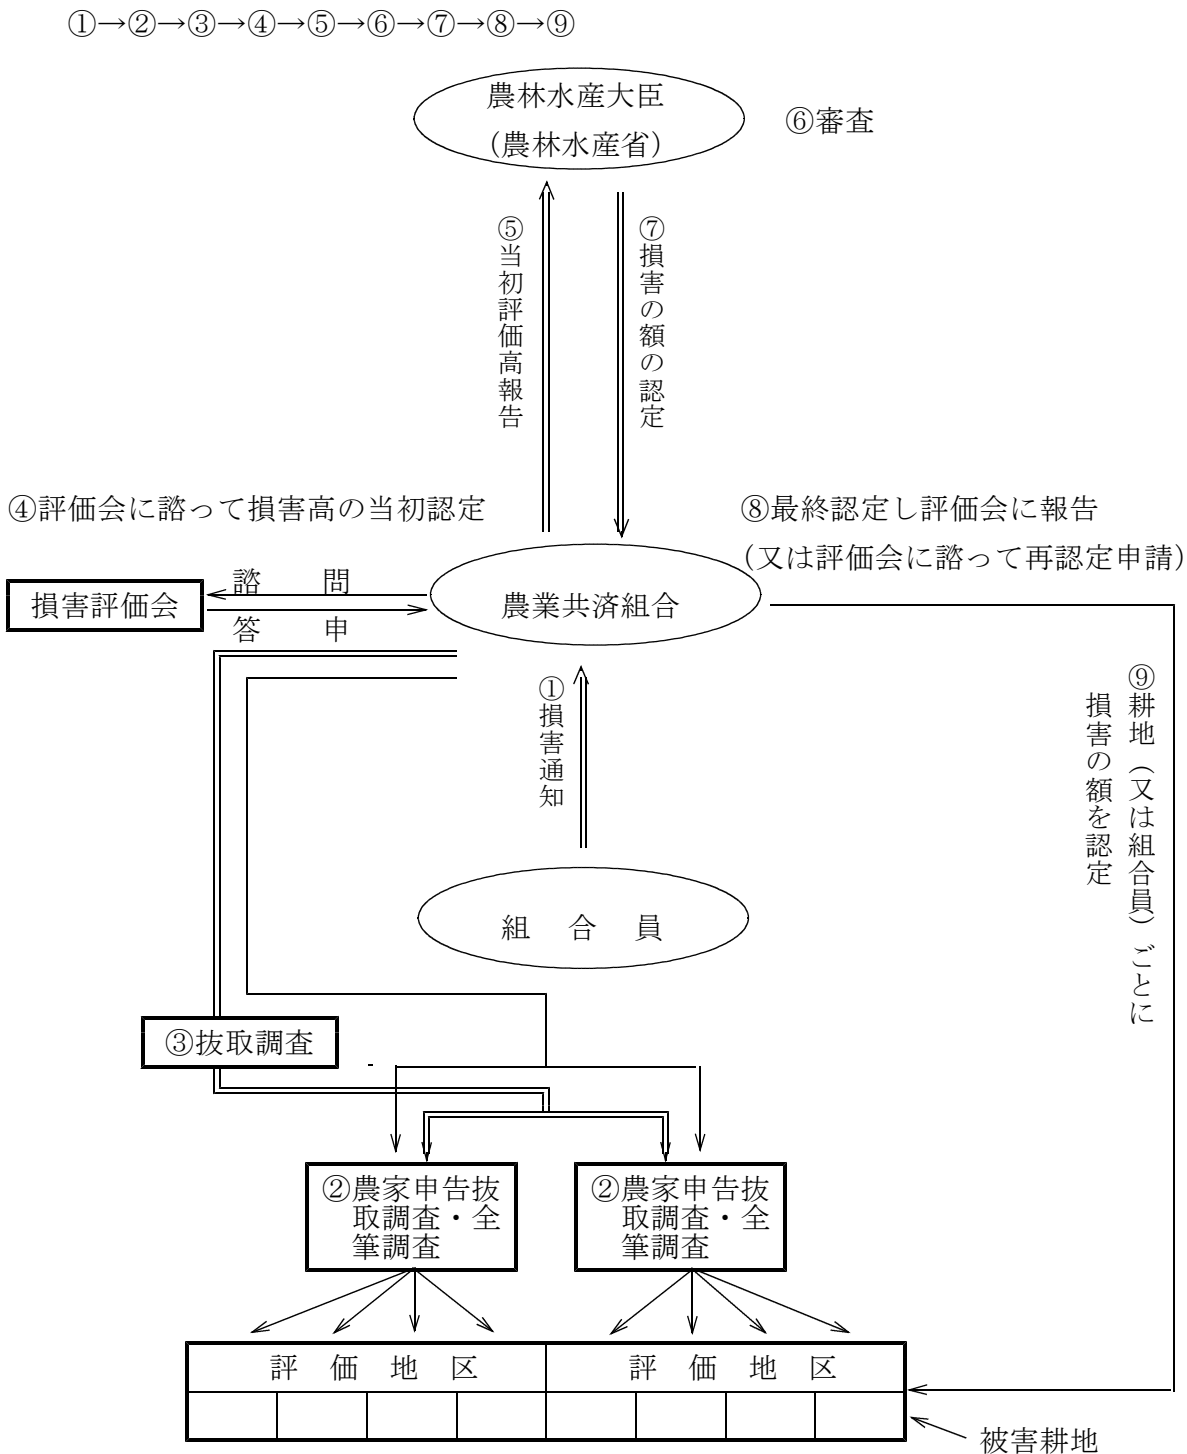 ①→②→③→④→⑤→⑥→⑦→⑧→⑨
農林水産大臣
(農林水産省)
⑥審査
⑤当初評価高報告
⑦損害の額の認定
④評価会に諮って損害高の当初認定
⑧最終認定し評価会に報告
(又は評価会に諮って再認定申請)
諮 問
損害評価会
農業共済組合
答 申
①損害通知
⑨耕地(又は組合員)ごとに
損害の額を認定
組 合 員
③抜取調査
②農家申告抜
取調査・全
筆調査
②農家申告抜
取調査・全
筆調査
評 価 地 区
評 価 地 区
被害耕地